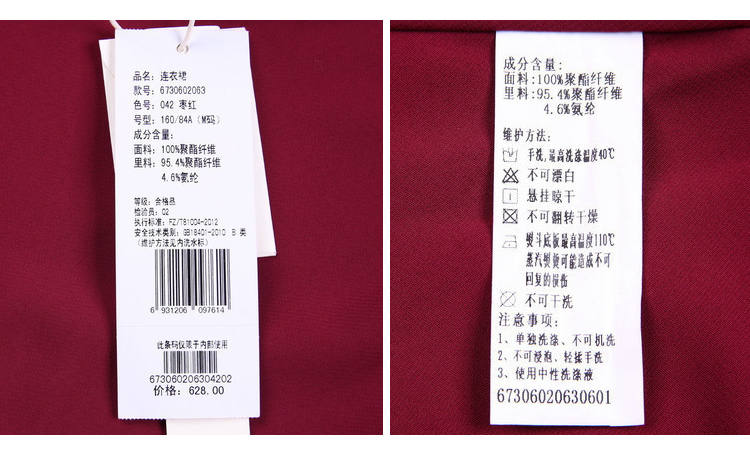 品名: 连衣裙
款号: 6730602063
色号: 042 枣红
号型: 160/84A (M码)
成分含量:
面料: 100%聚酯纤维
里料: 95.4%聚酯纤维
4.6%氨纶
等级: 合格品
检验员: 02
执行标准: FZ/T81004-2012
安全技术类别: GB18401-2010 B 类
(维护方法见内洗水标)
6 931206 097614
此条码仅限于内部使用
673060206304202
价格: 628.00
成分含量:
面料: 100%聚酯纤维
里料: 95.4%聚酯纤维
4.6%氨纶
维护方法:
手洗,最高洗涤温度40℃
不可漂白
悬挂晾干
不可翻转干燥
熨斗底板最高温度110℃
蒸汽熨烫可能造成不可
回复的损伤
不可干洗
注意事项:
1、单独洗涤、不可机洗
2、不可浸泡、轻揉手洗
3、使用中性洗涤液
67306020630601